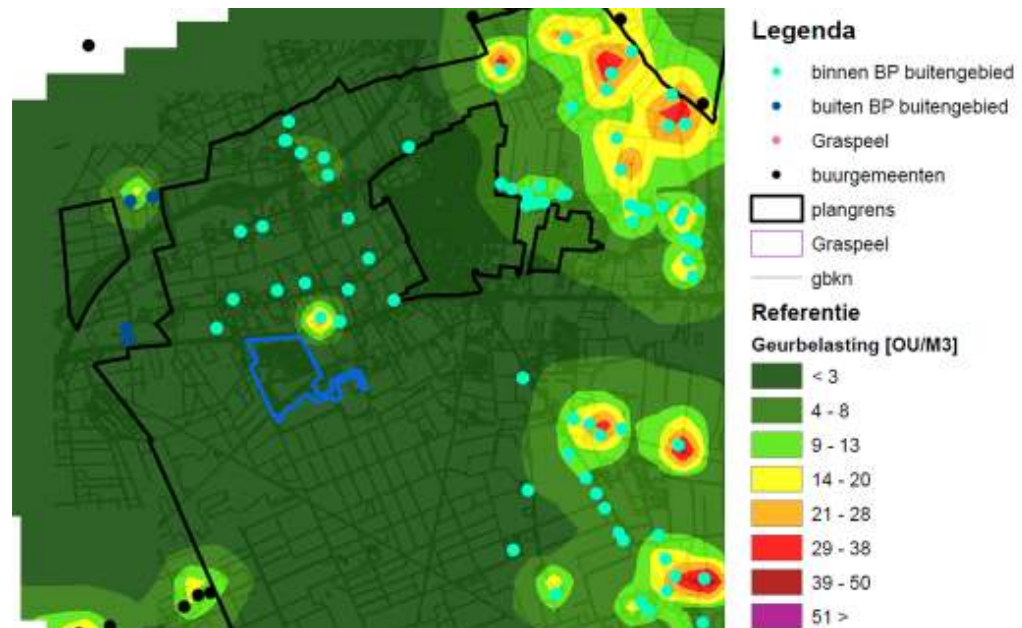 Legenda
binnen BP buitengebied
buiten BP buitengebied
Graspeel
buurgemeenten
plangrens
Graspeel
gbkn
Referentie
Geurbelasting [OU/M3]
< 3
4 - 8
9 - 13
14 - 20
21 - 28
29 - 38
39 - 50
51 >